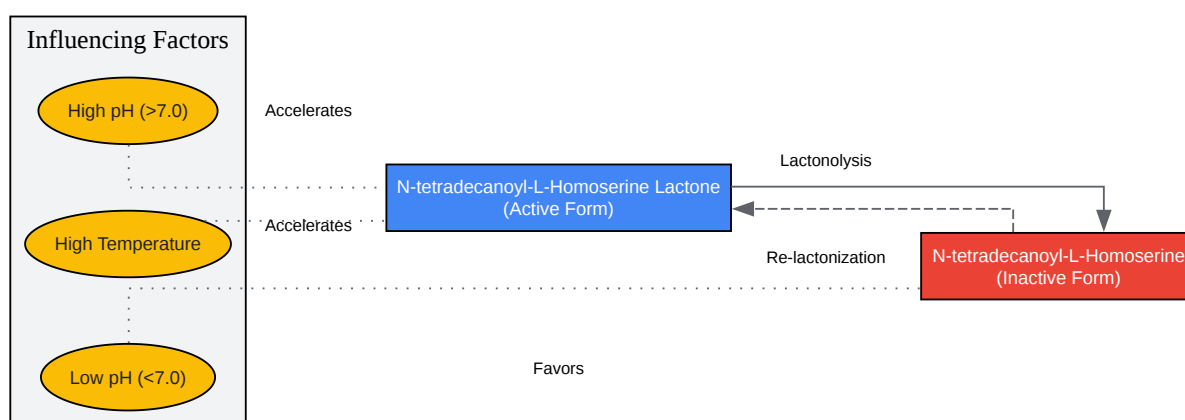 Influencing Factors
High pH (>7.0)
Accelerates
Lactonolysis
N-tetradecanoyl-L-Homoserine Lactone
(Active Form)
High Temperature
Accelerates
Re-lactonization
N-tetradecanoyl-L-Homoserine
(Inactive Form)
Low pH (<7.0)
Favors